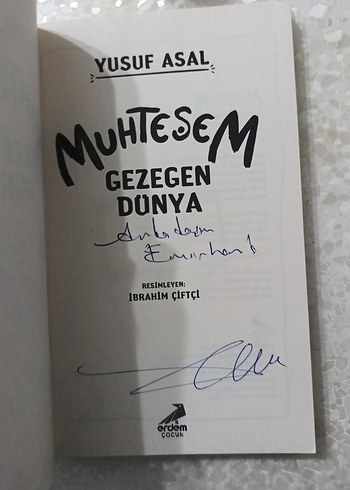 YUSUF ASAL
MUHTEŞEM
GEZEGEN
DÜNYA
Arkadaşım
Emirhan'a
RESİMLEYEN:
İBRAHİM ÇİFTÇİ
erdem
ÇOCUK